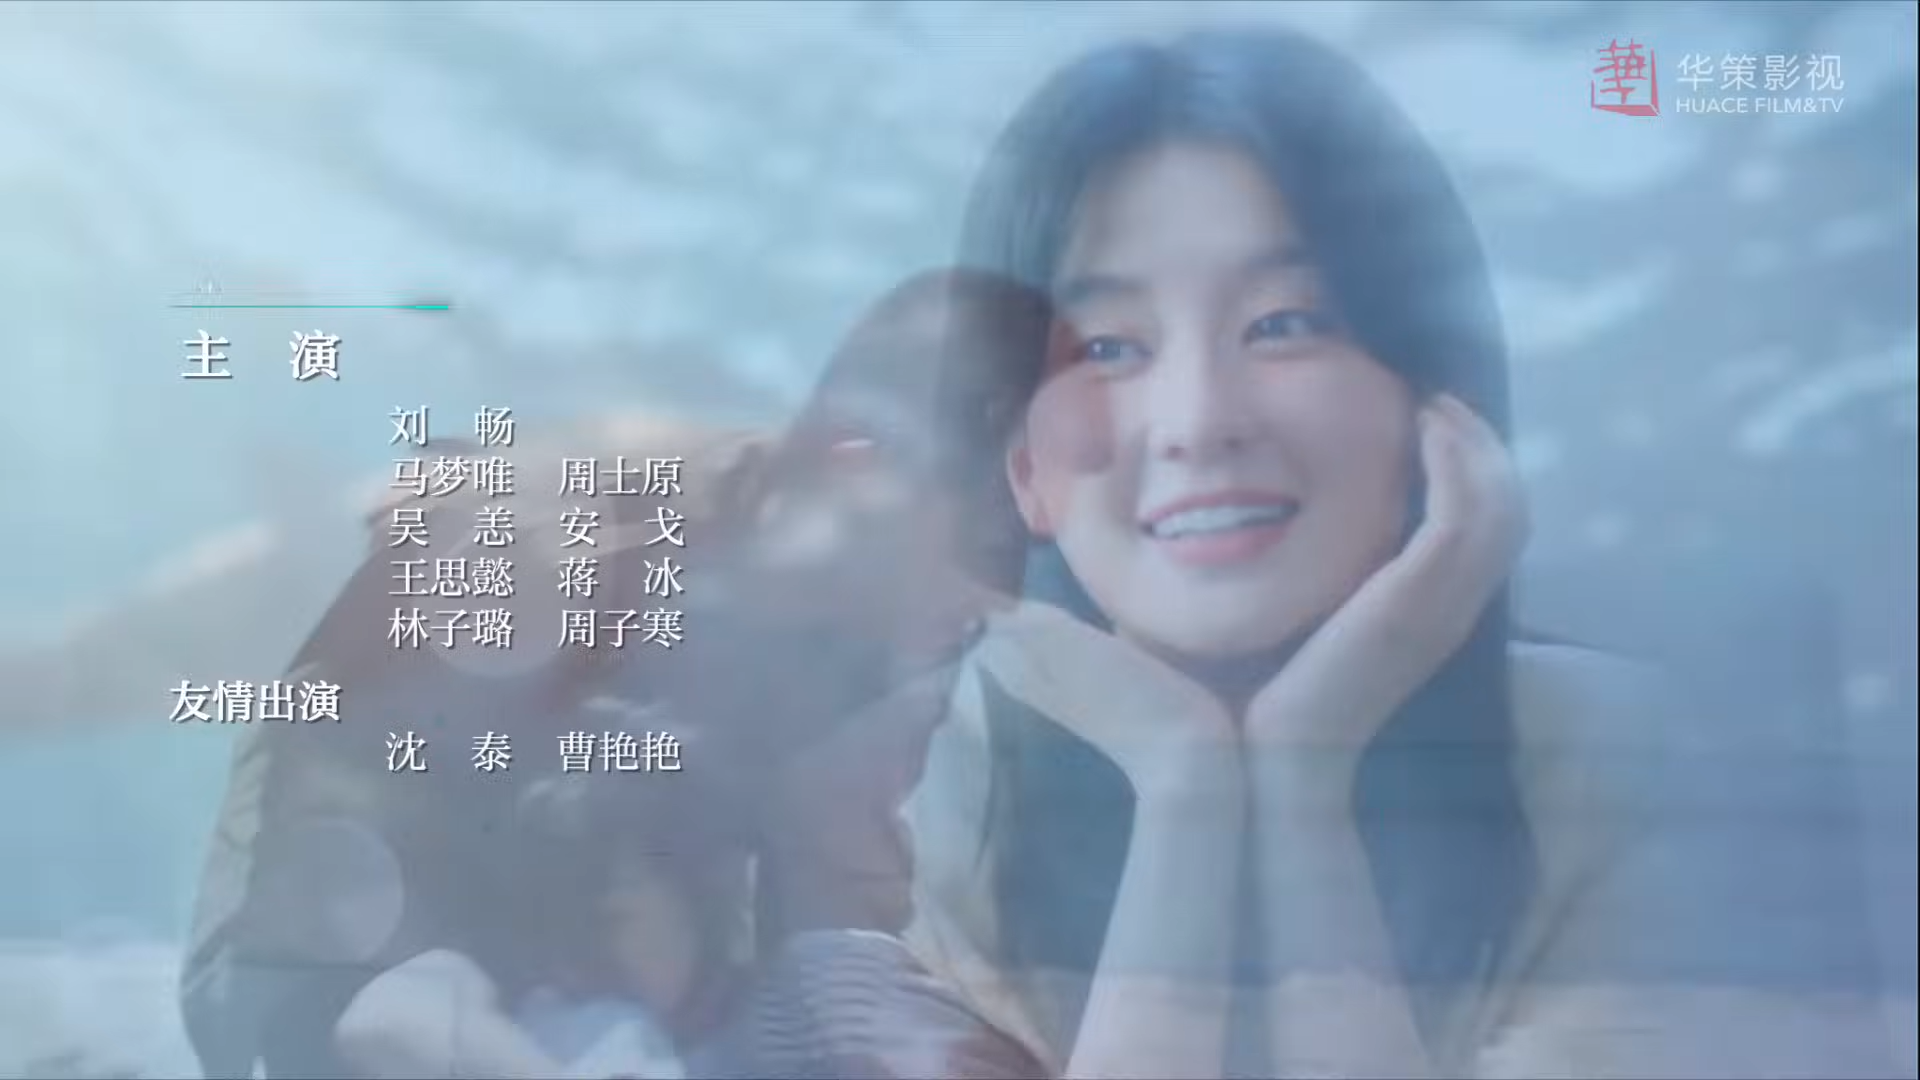 华策影视
HUACE FILM&TV
主 演
刘 畅
马梦唯 周士原
吴 恙 安 戈
王思懿 蒋 冰
林子璐 周子寒
友情出演
沈 泰 曹艳艳